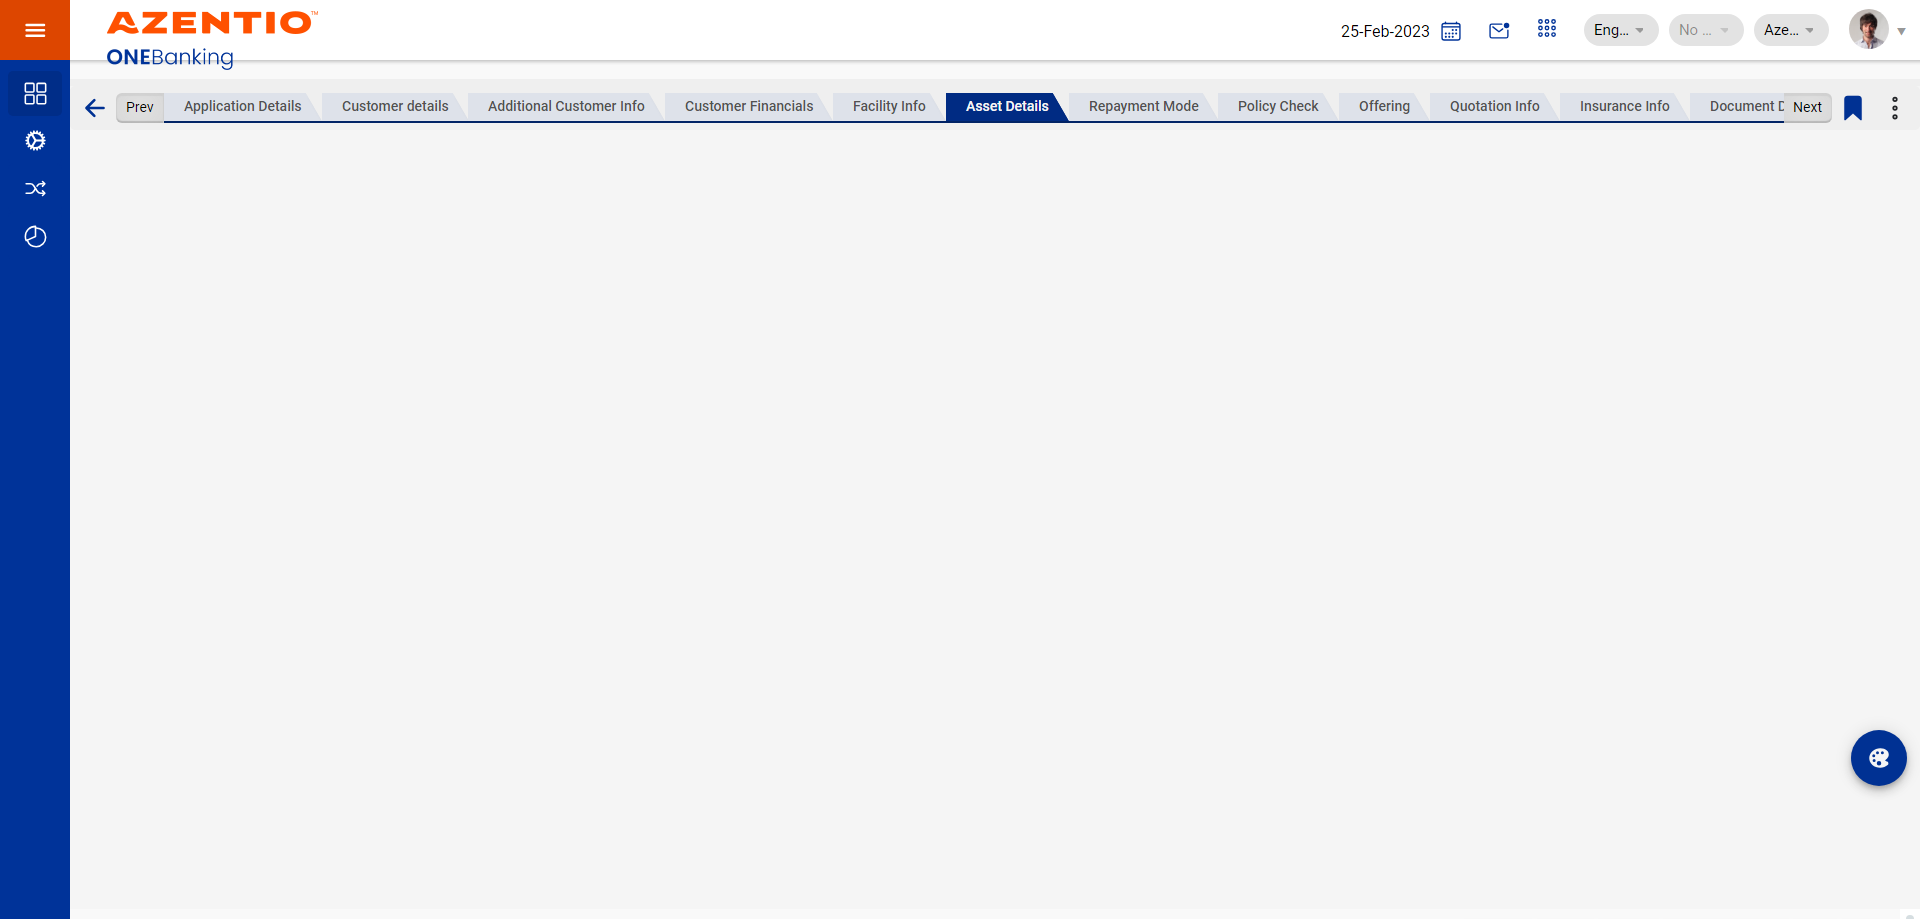 AZENTIO™
ONEBanking
25-Feb-2023
Eng...
No ...
Aze...
Prev
Application Details
Customer details
Additional Customer Info
Customer Financials
Facility Info
Asset Details
Repayment Mode
Policy Check
Offering
Quotation Info
Insurance Info
Document D
Next